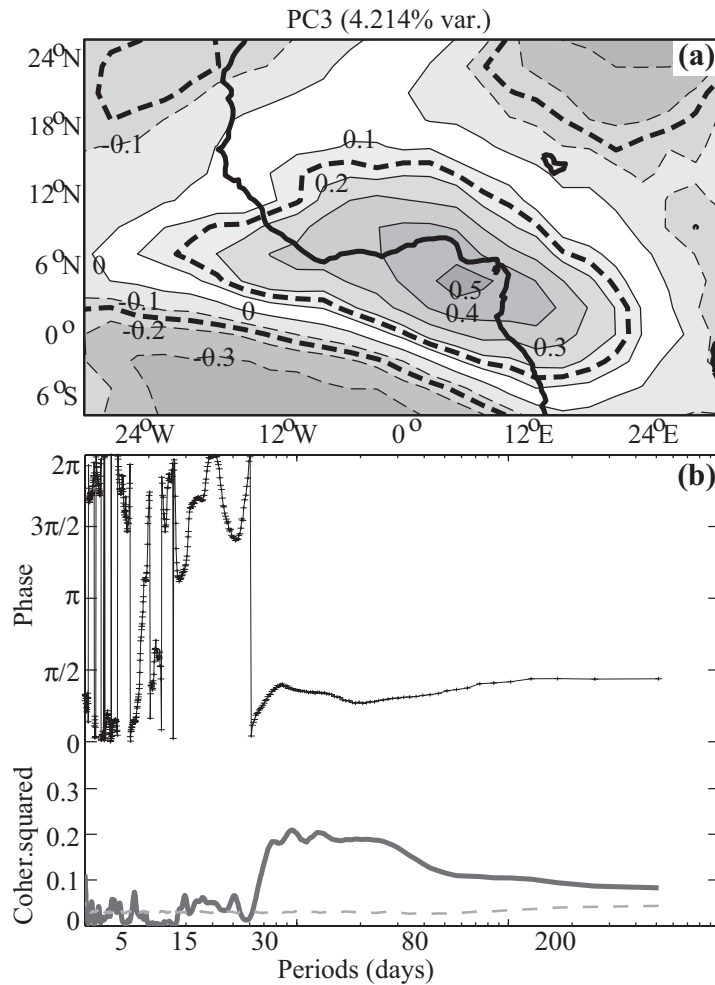 PC3 (4.214% var.)
(a)
24°N
18°N
12°N
6°N
0°
6°S
-0.1
0.1
0.2
0
0.5
0.4
0
-0.1
-0.2
0.3
-0.3
24°W
12°W
0°
12°E
24°E
(b)
2π
3π/2
π
π/2
0
Phase
0.3
0.2
0.1
0
Coher.squared
5
15
30
80
200
Periods (days)